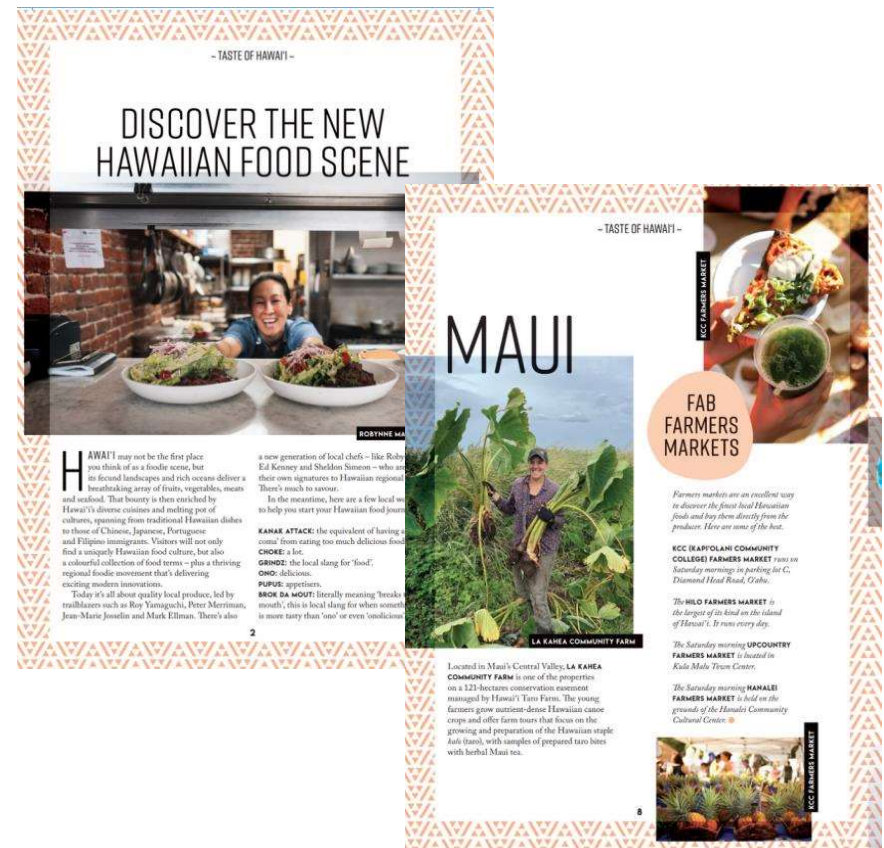 – TASTE OF HAWAI'I –
DISCOVER THE NEW
HAWAIIAN FOOD SCENE
ROBYNNE MA
HAWAI'I may not be the first place
you think of as a foodie scene, but
its fecund landscapes and rich oceans deliver a
breathtaking array of fruits, vegetables, meats
and seafood. That bounty is then enriched by
Hawai'i's diverse cuisines and melting pot of
cultures, spanning from traditional Hawaiian dishes
to those of Chinese, Japanese, Portuguese
and Filipino immigrants. Visitors will not only
find a uniquely Hawaiian food culture, but also
a colourful collection of food terms – plus a thriving
regional foodie movement that's delivering
exciting modern innovations.
Today it's all about quality local produce, led by
trailblazers such as Roy Yamaguchi, Peter Merriman,
Jean-Marie Josselin and Mark Ellman. There's also
a new generation of local chefs – like Roby
Ed Kenney and Sheldon Simeon – who are
their own signatures to Hawaiian regional
There's much to savour.
In the meantime, here are a few local wo
to help you start your Hawaiian food journ
KANAK ATTACK: the equivalent of having a
coma' from eating too much delicious food
CHOKE: a lot.
GRINDZ: the local slang for 'food'.
ONO: delicious.
PUPUS: appetisers.
BROK DA MOUT: literally meaning 'breaks t
mouth', this is local slang for when someth
is more tasty than 'ono' or even 'onolicious'
2
– TASTE OF HAWAI'I –
MAUI
KCC FARMERS MARKET
FAB
FARMERS
MARKETS
LA KAHEA COMMUNITY FARM
Located in Maui's Central Valley, LA KAHEA
COMMUNITY FARM is one of the properties
on a 121-hectares conservation easement
managed by Hawai'i Taro Farm. The young
farmers grow nutrient-dense Hawaiian canoe
crops and offer farm tours that focus on the
growing and preparation of the Hawaiian staple
kalo (taro), with samples of prepared taro bites
with herbal Maui tea.
Farmers markets are an excellent way
to discover the finest local Hawaiian
foods and buy them directly from the
producer. Here are some of the best.
KCC (KAPI'OLANI COMMUNITY
COLLEGE) FARMERS MARKET runs on
Saturday mornings in parking lot C,
Diamond Head Road, O'ahu.
The HILO FARMERS MARKET is
the largest of its kind on the island
of Hawai'i. It runs every day.
The Saturday morning UPCOUNTRY
FARMERS MARKET is located in
Kula Malu Town Center.
The Saturday morning HANALEI
FARMERS MARKET is held on the
grounds of the Hanalei Community
Cultural Center.
KCC FARMERS MARKET
8